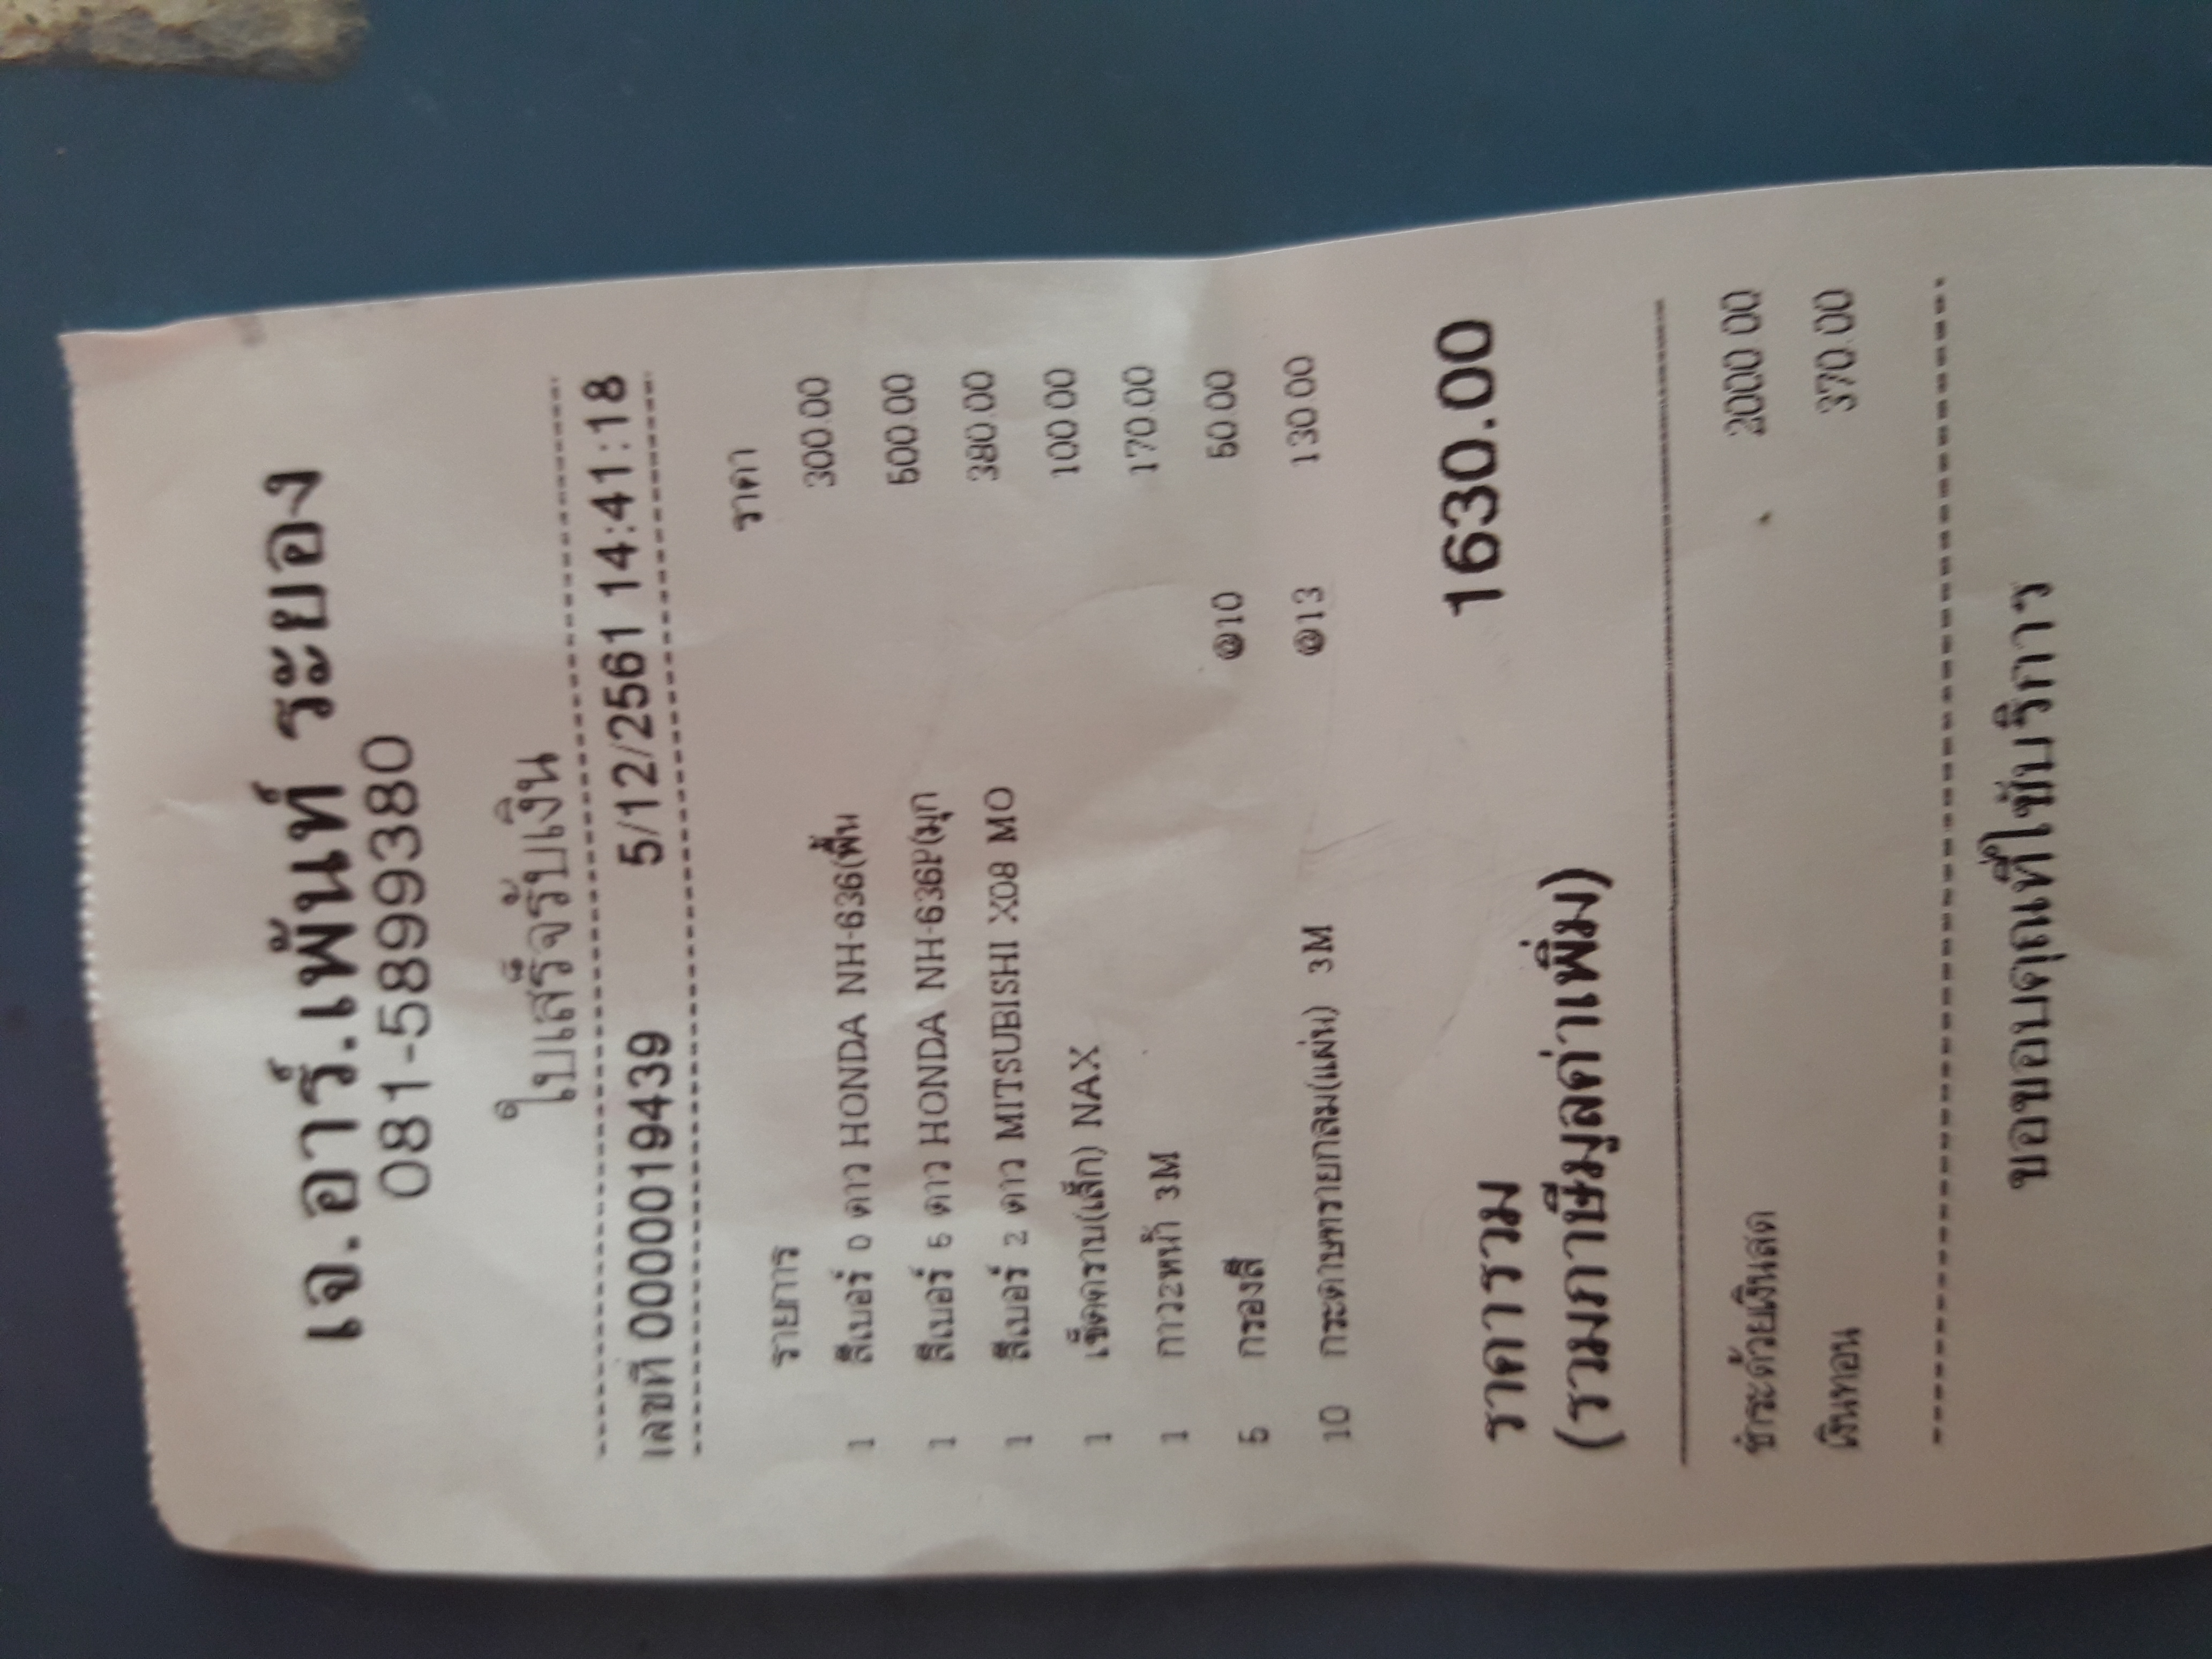 เจ.อาร์.เพ้นท์ ระยอง
081-5899380
ใบเสร็จรับเงิน
เลขที่ 0000019439 5/12/2561 14:41:18
รายการ ราคา
1 สีเบอร์ 0 ดาว HONDA NH-636(พื้น 300.00
1 สีเบอร์ 5 ดาว HONDA NH-636P(มุก 500.00
1 สีเบอร์ 2 ดาว MITSUBISHI X08 MO 380.00
1 เช็ดคราบ(เล็ก) NAX 100.00
1 กาว2หน้า 3M 170.00
5 กรองสี @10 50.00
10 กระดาษทรายกลม(แผ่น) 3M @13 130.00
ราคารวม 1630.00
(รวมภาษีมูลค่าเพิ่ม)
ชำระด้วยเงินสด 2000.00
เงินทอน 370.00
ขอขอบคุณที่ใช้บริการ